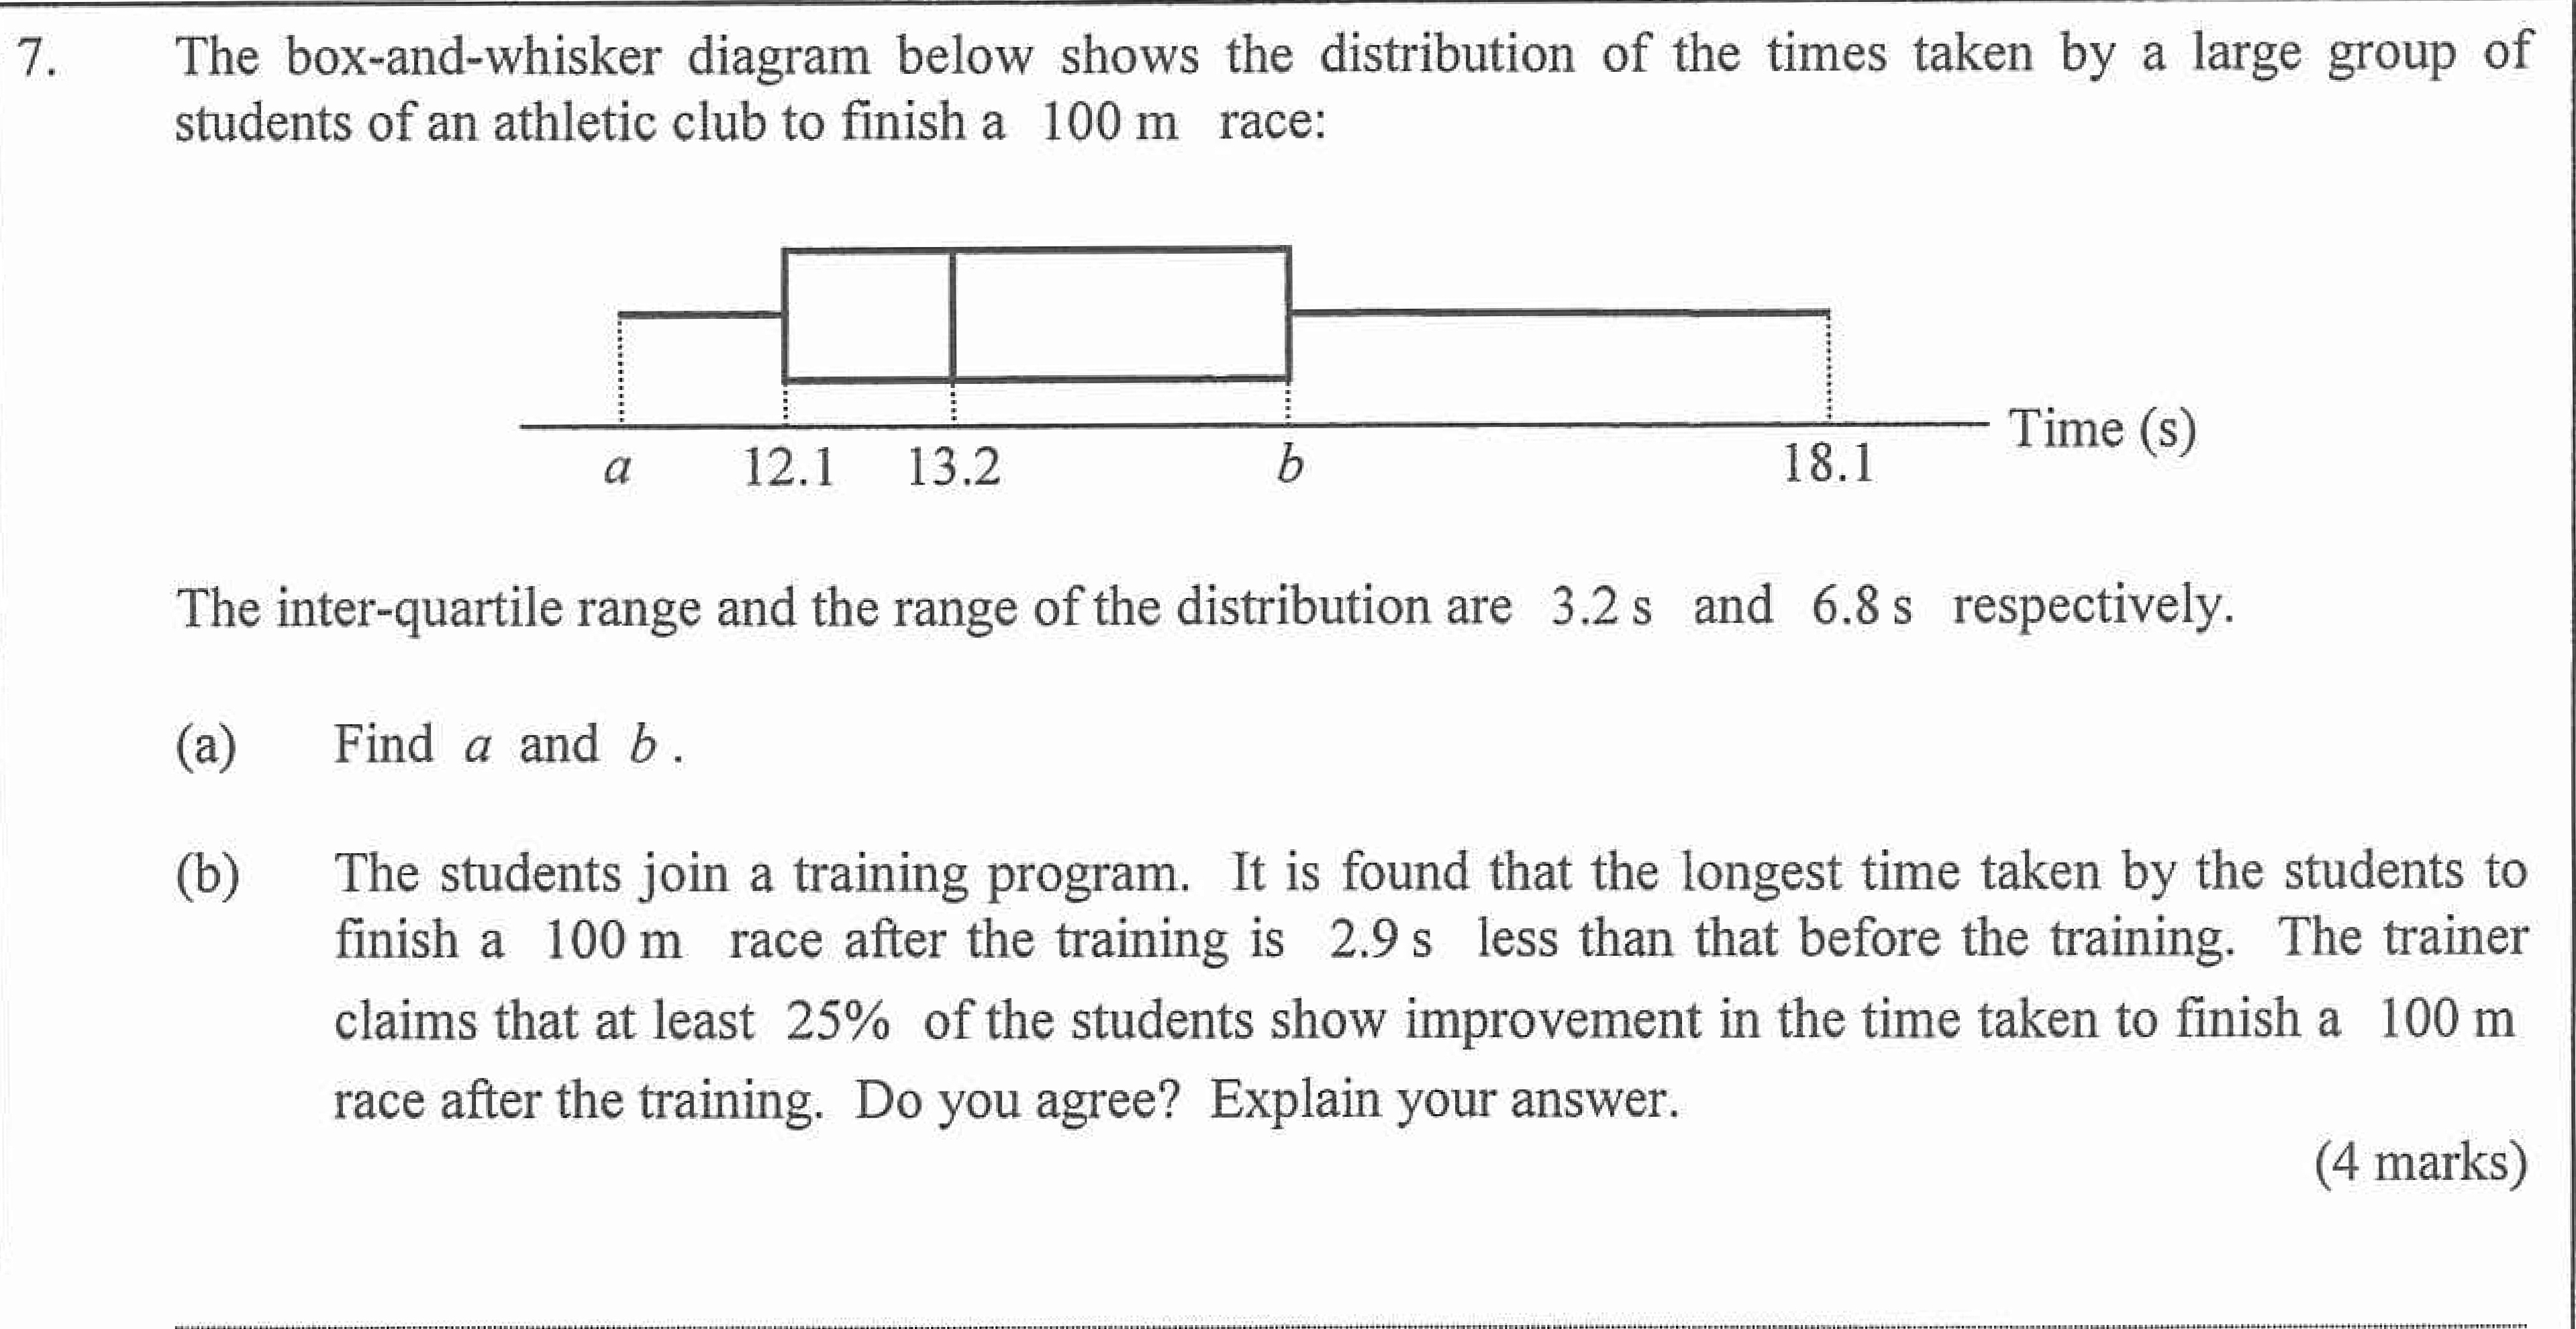 7. The box-and-whisker diagram below shows the distribution of the times taken by a large group of
students of an athletic club to finish a 100 m race:
Time (s)
a 12.1 13.2 b 18.1
The inter-quartile range and the range of the distribution are 3.2 s and 6.8 s respectively.
(a) Find a and b .
(b) The students join a training program. It is found that the longest time taken by the students to
finish a 100 m race after the training is 2.9 s less than that before the training. The trainer
claims that at least 25% of the students show improvement in the time taken to finish a 100 m
race after the training. Do you agree? Explain your answer.
(4 marks)